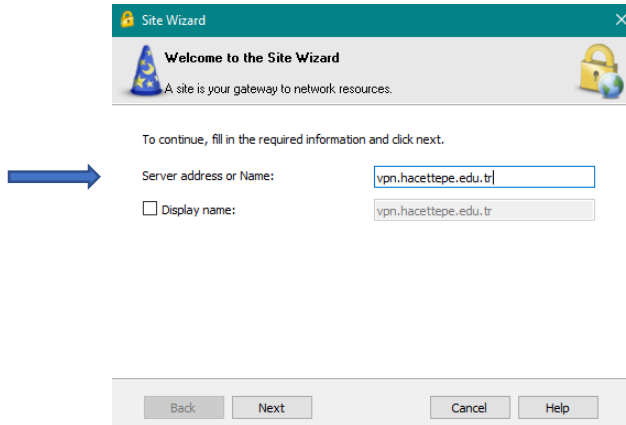 Site Wizard
Welcome to the Site Wizard
A site is your gateway to network resources.
To continue, fill in the required information and click next.
Server address or Name: vpn.hacettepe.edu.tr
Display name: vpn.hacettepe.edu.tr
Back Next Cancel Help